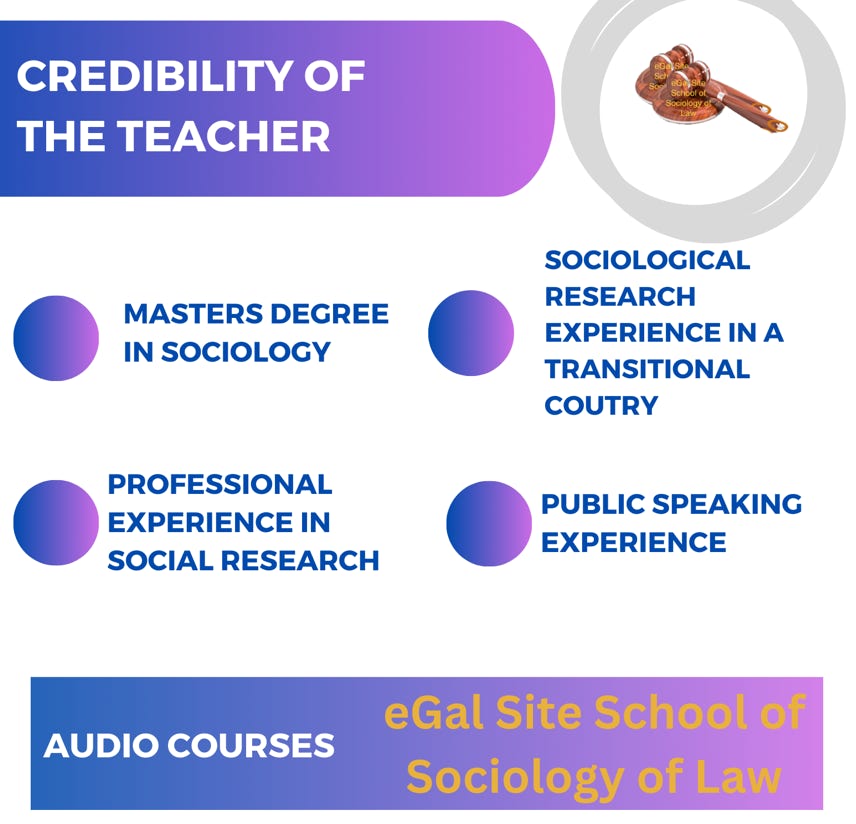 CREDIBILITY OF
THE TEACHER
eGal Site
School of
Sociology of
Law
MASTERS DEGREE
IN SOCIOLOGY
SOCIOLOGICAL
RESEARCH
EXPERIENCE IN A
TRANSITIONAL
COUTRY
PROFESSIONAL
EXPERIENCE IN
SOCIAL RESEARCH
PUBLIC SPEAKING
EXPERIENCE
AUDIO COURSES
eGal Site School of
Sociology of Law